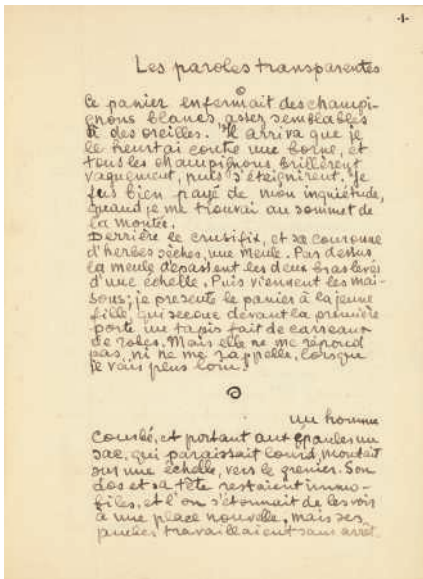 -1-
Les paroles transparentes
Ce panier enfermait des champi-
gnons blancs assez semblables
à des oreilles. Il arriva que je
le heurtai contre une borne, et
tous les champignons brillèrent
vaguement, puis s'éteignirent. Je
fus bien payé de mon inquiétude,
quand je me trouvai au sommet de
la montée.
Derrière le crusifix, et sa couronne
d'herbes sèches, une meule. Par dessus
la meule dépassent les deux bras levés
d'une échelle. Puis viennent les mai-
sons; je présente le panier à la jeune
fille, qui secoue devant la première
porte un tapis fait de carreaux
de robes. Mais elle ne me répond
pas, ni ne me rappelle, lorsque
je vais plus loin.
un homme
courbé, et portant aux épaules un
sac, qui paraissait lourd, montait
sur une échelle, vers le grenier. Son
dos et sa tête restaient immo-
biles, et l'on s'étonnait de les voir
à une place nouvelle, mais ses
jambes travaillaient sans arrêt.